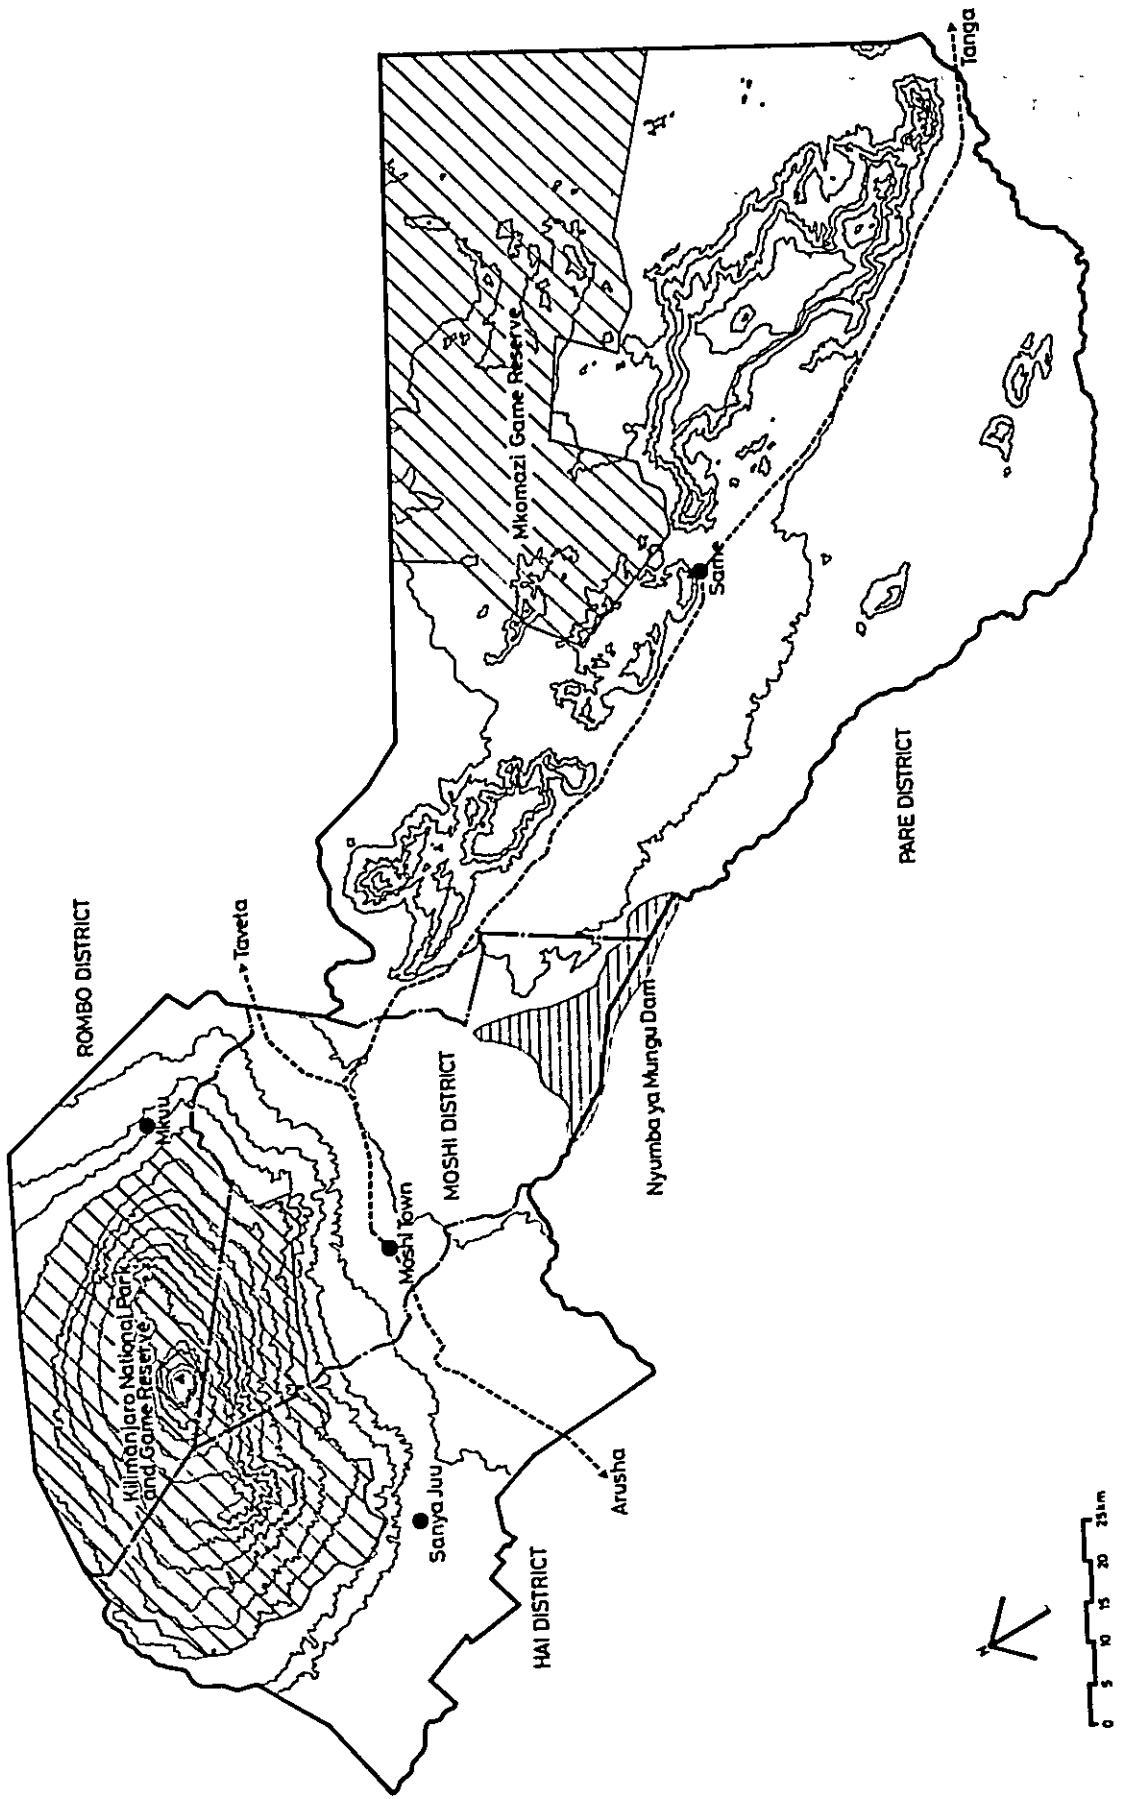 ROMBO DISTRICT
Taveta
Mkuu
Kilimanjaro National Park
and Game Reserve
Moshi Town
MOSHI DISTRICT
Sanya Juu
Arusha
HAI DISTRICT
Nyumba ya Mungu Dam
PARE DISTRICT
Same
Mkomazi Game Reserve
Tanga
N
0 5 10 15 20 25km